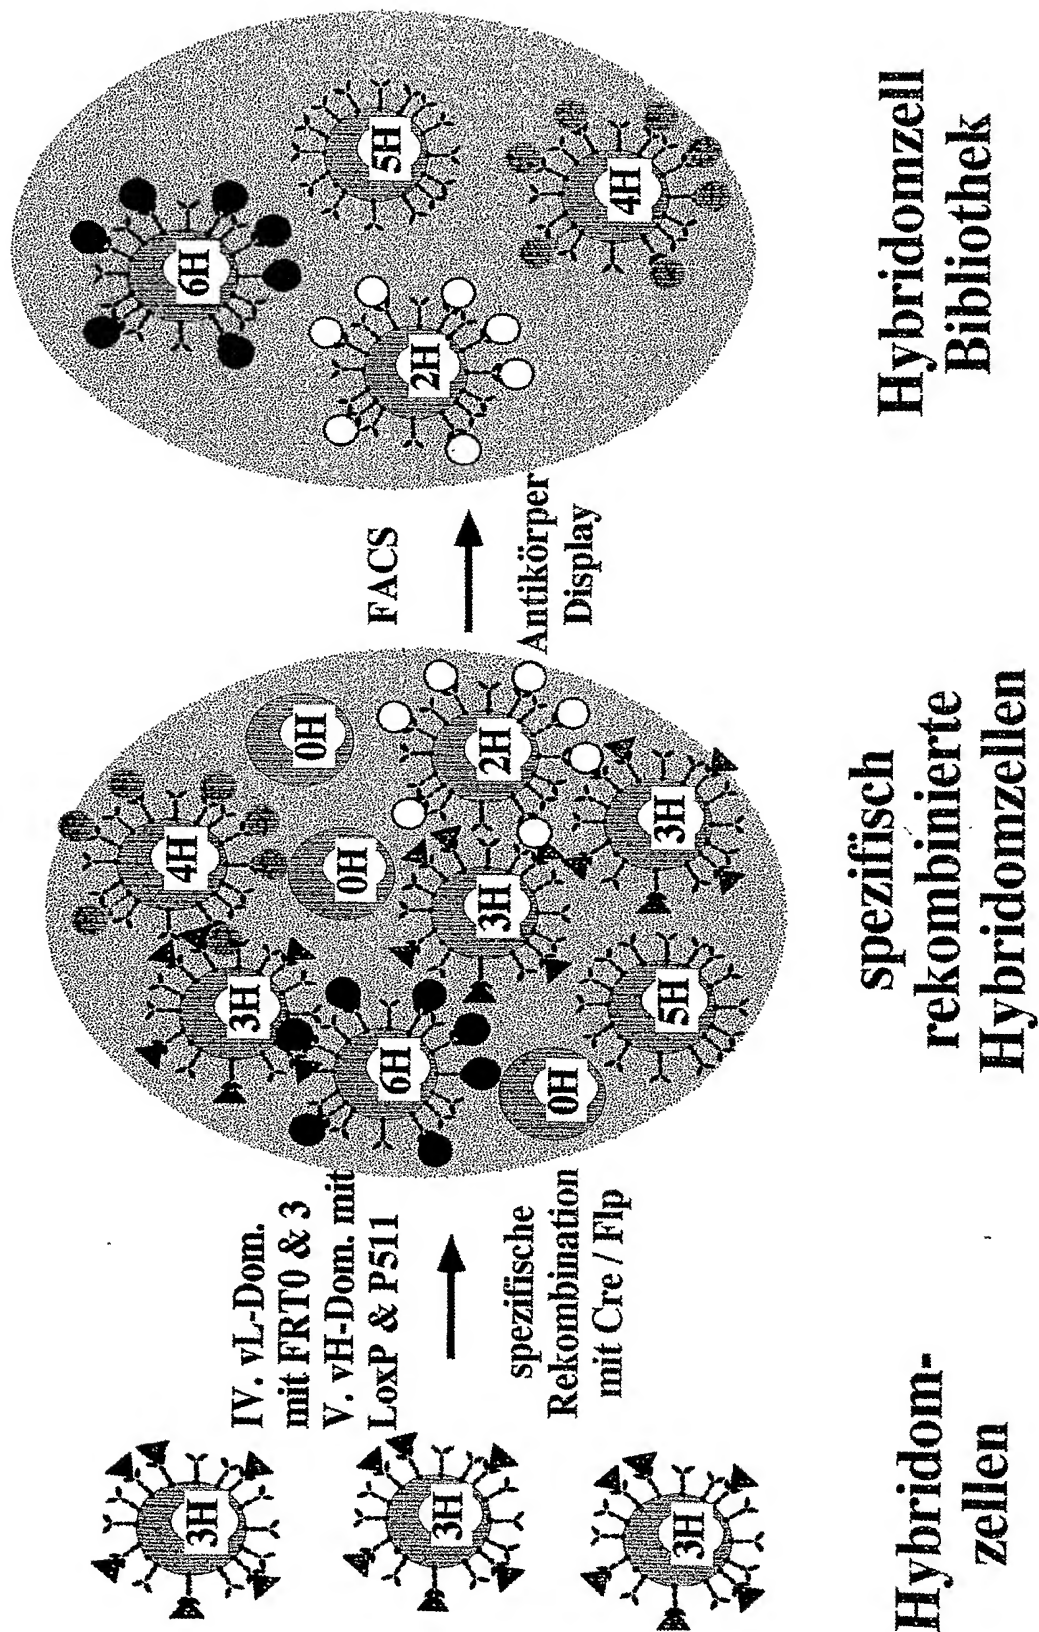 3H
3H
3H
Hybridom-
zellen
IV. vL-Dom.
mit FRT0 & 3
V. vH-Dom. mit
LoxP & P511
spezifische
Rekombination
mit Cre / Flp
4H
3H
0H
0H
6H
3H
2H
0H
5H
3H
spezifisch
rekombinierte
Hybridomzellen
FACS
Antikörper
Display
6H
5H
2H
4H
Hybridomzell
Bibliothek